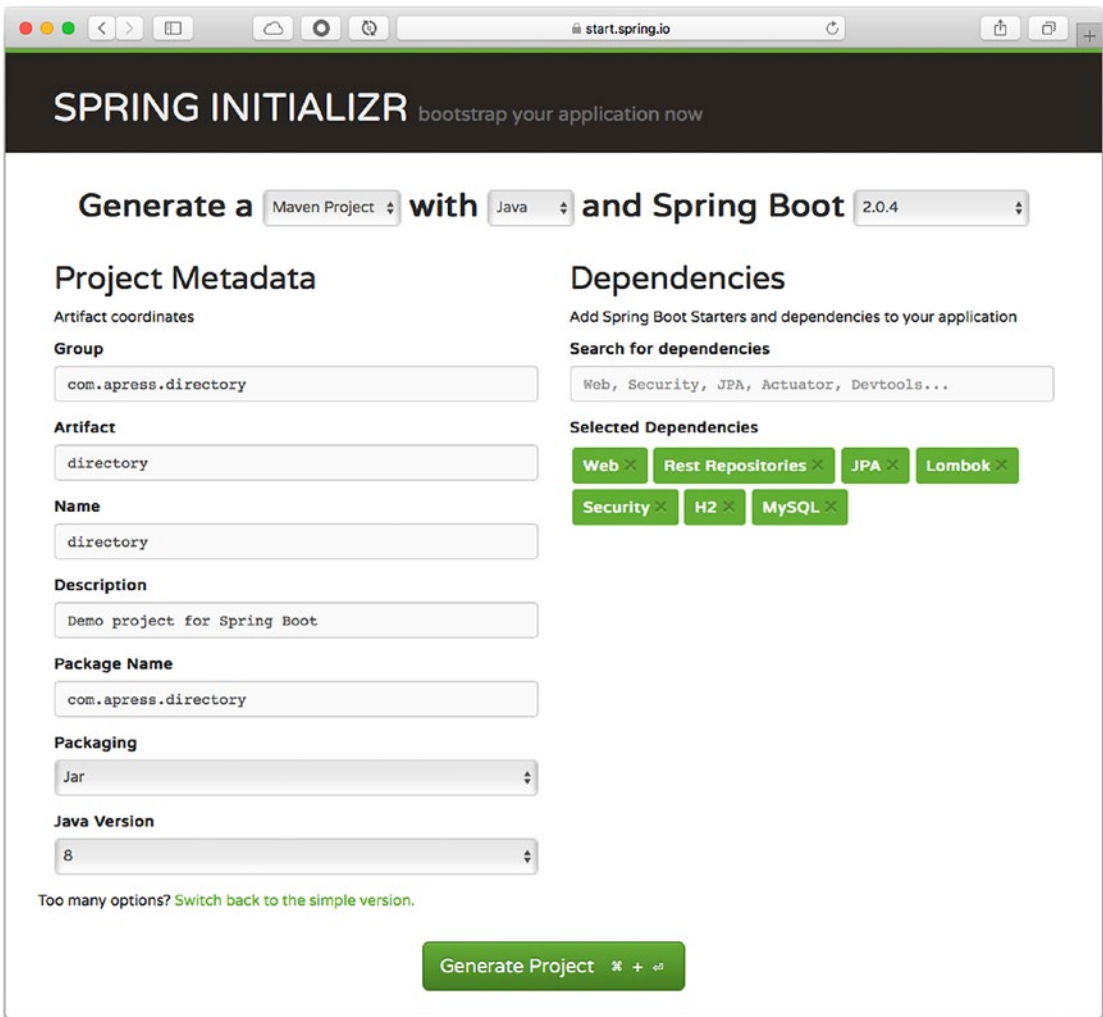 start.spring.io
SPRING INITIALIZR bootstrap your application now
Generate a Maven Project with Java and Spring Boot 2.0.4
Project Metadata
Artifact coordinates
Group
com.apress.directory
Artifact
directory
Name
directory
Description
Demo project for Spring Boot
Package Name
com.apress.directory
Packaging
Jar
Java Version
8
Too many options? Switch back to the simple version.
Dependencies
Add Spring Boot Starters and dependencies to your application
Search for dependencies
Web, Security, JPA, Actuator, Devtools...
Selected Dependencies
Web × Rest Repositories × JPA × Lombok ×
Security × H2 × MySQL ×
Generate Project ⌘ + ⏎